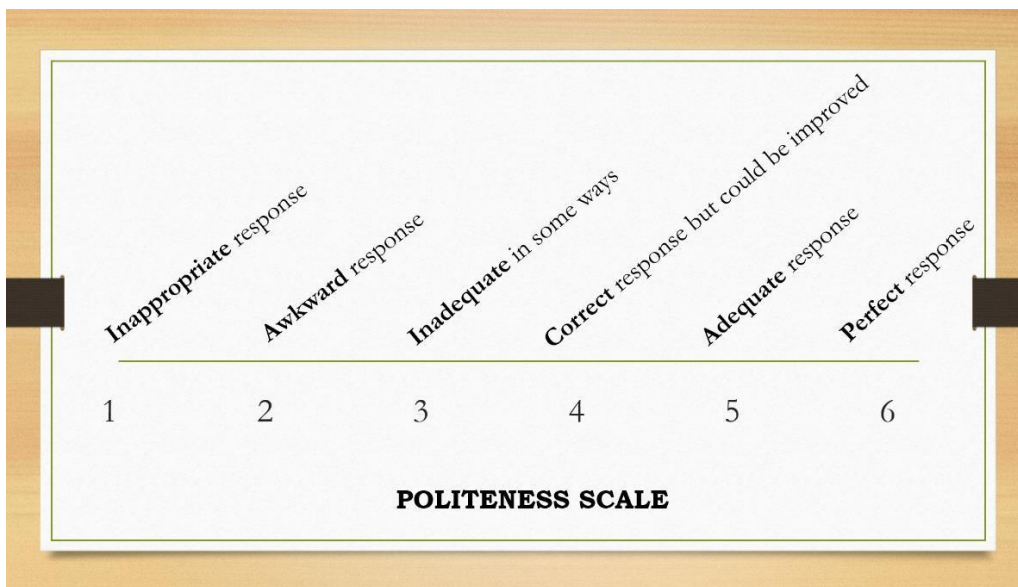 Inappropriate response
Awkward response
Inadequate in some ways
Correct response but could be improved
Adequate response
Perfect response
1 2 3 4 5 6
POLITENESS SCALE